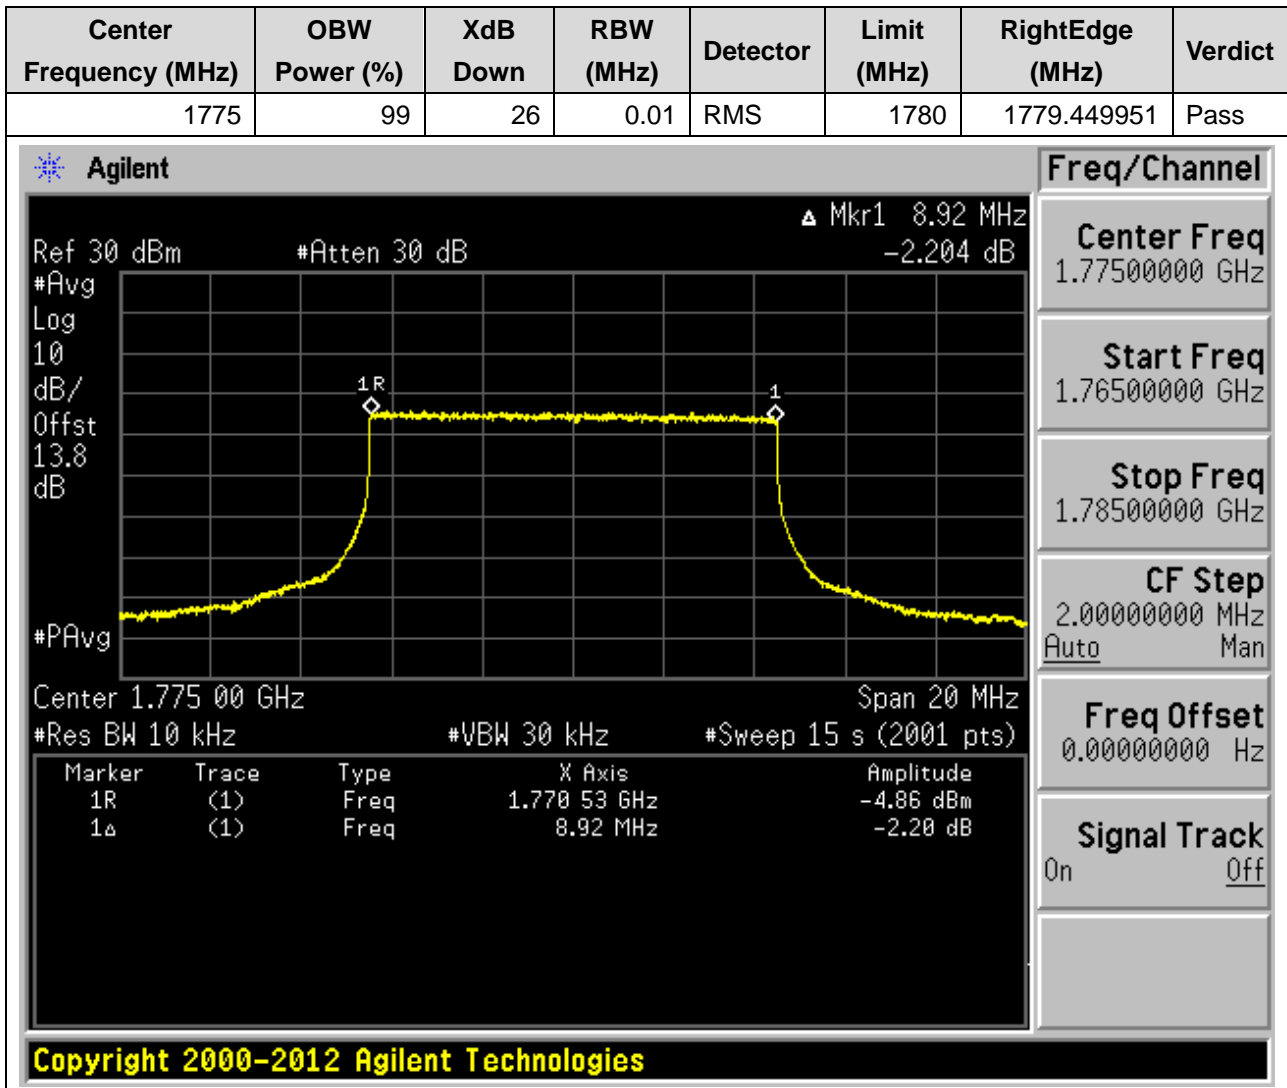 Center Frequency (MHz) OBW Power (%) XdB Down RBW (MHz) Detector Limit (MHz) RightEdge (MHz) Verdict
1775 99 26 0.01 RMS 1780 1779.449951 Pass
Agilent
Freq/Channel
Δ Mkr1 8.92 MHz
Ref 30 dBm #Atten 30 dB -2.204 dB
#Avg
Log
10
dB/
Offst
13.8
dB
1R
1
#PAvg
Center 1.775 00 GHz Span 20 MHz
#Res BW 10 kHz #VBW 30 kHz #Sweep 15 s (2001 pts)
Marker Trace Type X Axis Amplitude
1R (1) Freq 1.770 53 GHz -4.86 dBm
1Δ (1) Freq 8.92 MHz -2.20 dB
Center Freq
1.77500000 GHz
Start Freq
1.76500000 GHz
Stop Freq
1.78500000 GHz
CF Step
2.00000000 MHz
Auto Man
Freq Offset
0.00000000 Hz
Signal Track
On Off
Copyright 2000-2012 Agilent Technologies